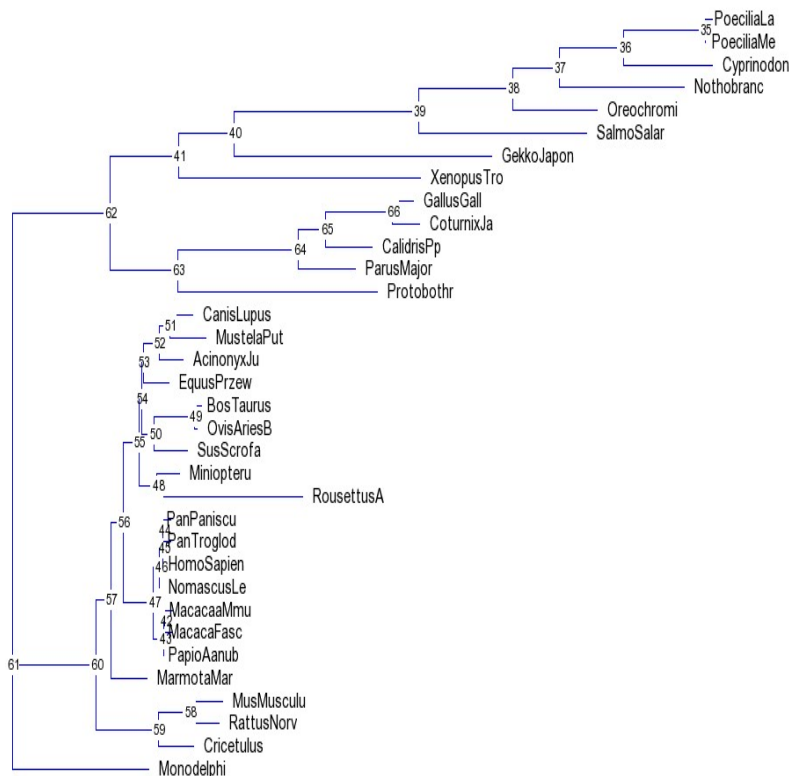 PoeciliaLa
35
PoeciliaMe
36
Cyprinodon
37
Nothobranc
38
Oreochromi
39
SalmoSalar
40
GekkoJapon
41
XenopusTro
GallusGall
66
62
CoturnixJa
65
CalidrisPp
64
ParusMajor
63
Protobothr
CanisLupus
51
MustelaPut
52
AcinonyxJu
53
EquusPrzew
54
BosTaurus
49
OvisAriesB
50
55
SusScrofa
Miniopteru
48
RousettusA
PanPaniscu
56
44
PanTroglod
45
HomoSapien
46
NomascusLe
57
47
MacacaaMmu
42
MacacaFasc
43
PapioAanub
61
60
MarmotaMar
MusMusculu
58
RattusNorv
59
Cricetulus
Monodelphi